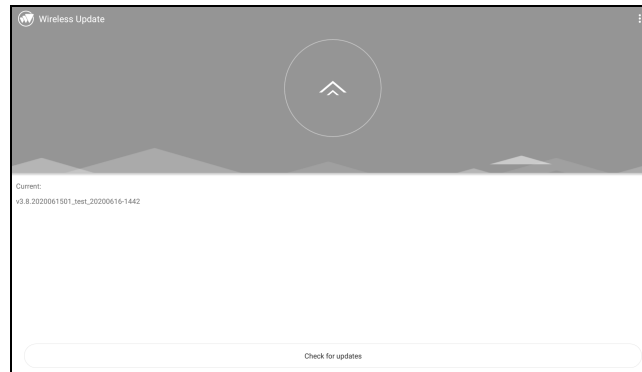 Wireless Update
Current:
v3.8.2020061501_test_20200616-1442
Check for updates